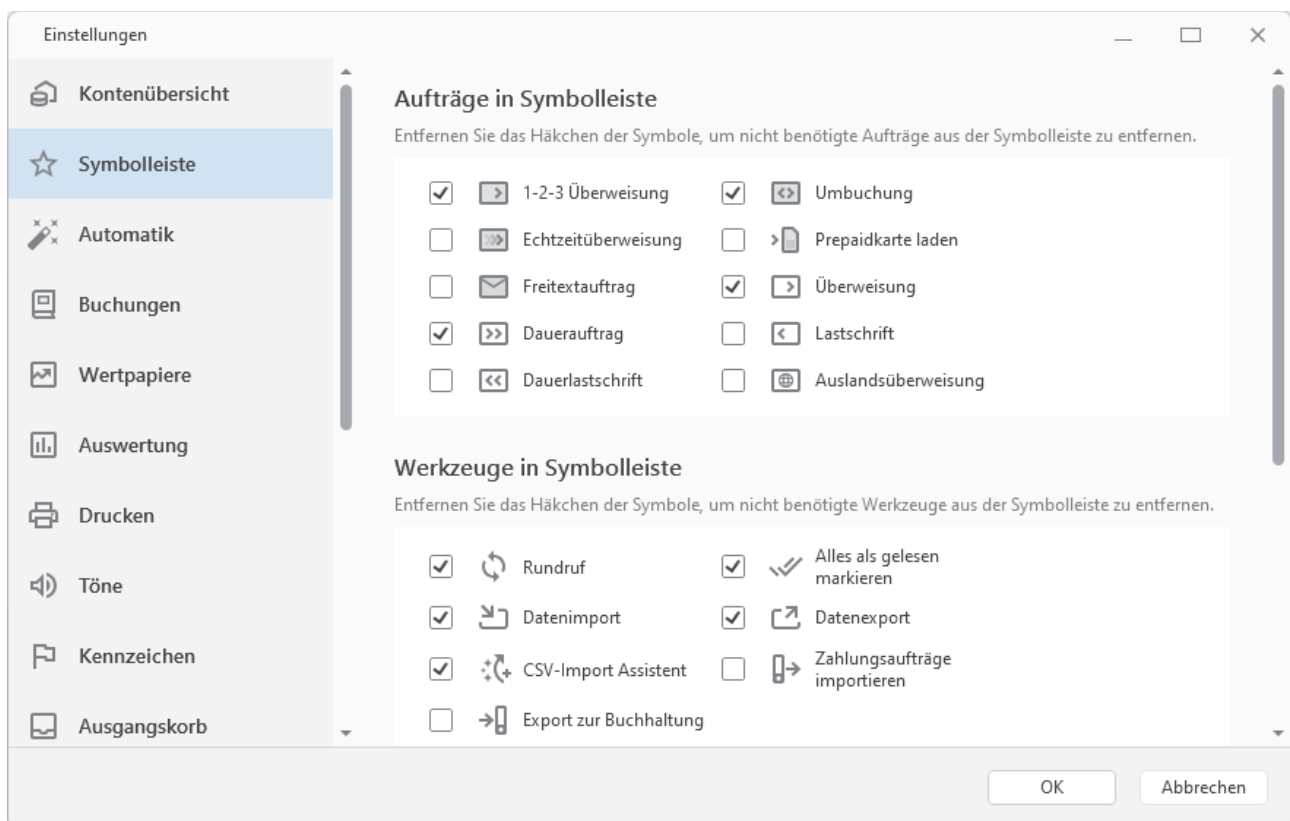 Einstellungen
Kontenübersicht
Symbolleiste
Automatik
Buchungen
Wertpapiere
Auswertung
Drucken
Töne
Kennzeichen
Ausgangskorb
Aufträge in Symbolleiste
Entfernen Sie das Häkchen der Symbole, um nicht benötigte Aufträge aus der Symbolleiste zu entfernen.
1-2-3 Überweisung
Umbuchung
Echtzeitüberweisung
Prepaidkarte laden
Freitextauftrag
Überweisung
Dauerauftrag
Lastschrift
Dauerlastschrift
Auslandsüberweisung
Werkzeuge in Symbolleiste
Entfernen Sie das Häkchen der Symbole, um nicht benötigte Werkzeuge aus der Symbolleiste zu entfernen.
Rundruf
Alles als gelesen
markieren
Datenimport
Datenexport
CSV-Import Assistent
Zahlungsaufträge
importieren
Export zur Buchhaltung
OK
Abbrechen